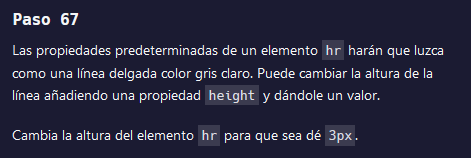 Paso 67
Las propiedades predeterminadas de un elemento hr harán que luzca
como una línea delgada color gris claro. Puede cambiar la altura de la
línea añadiendo una propiedad height y dándole un valor.
Cambia la altura del elemento hr para que sea dé 3px.